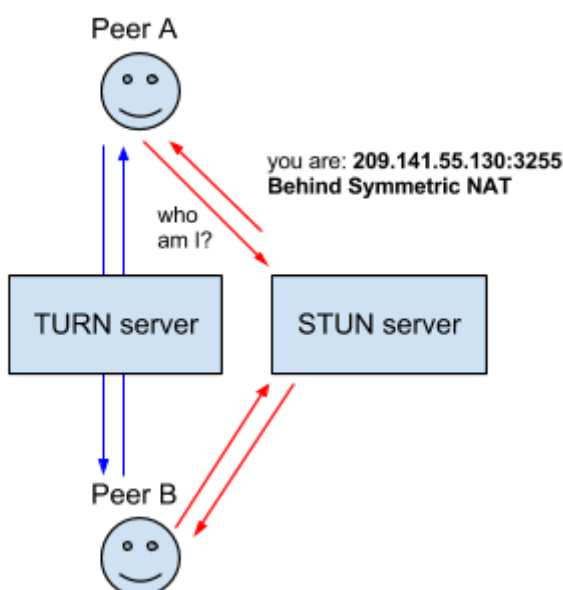 Peer A
you are: 209.141.55.130:3255
Behind Symmetric NAT
who
am I?
TURN server
STUN server
Peer B